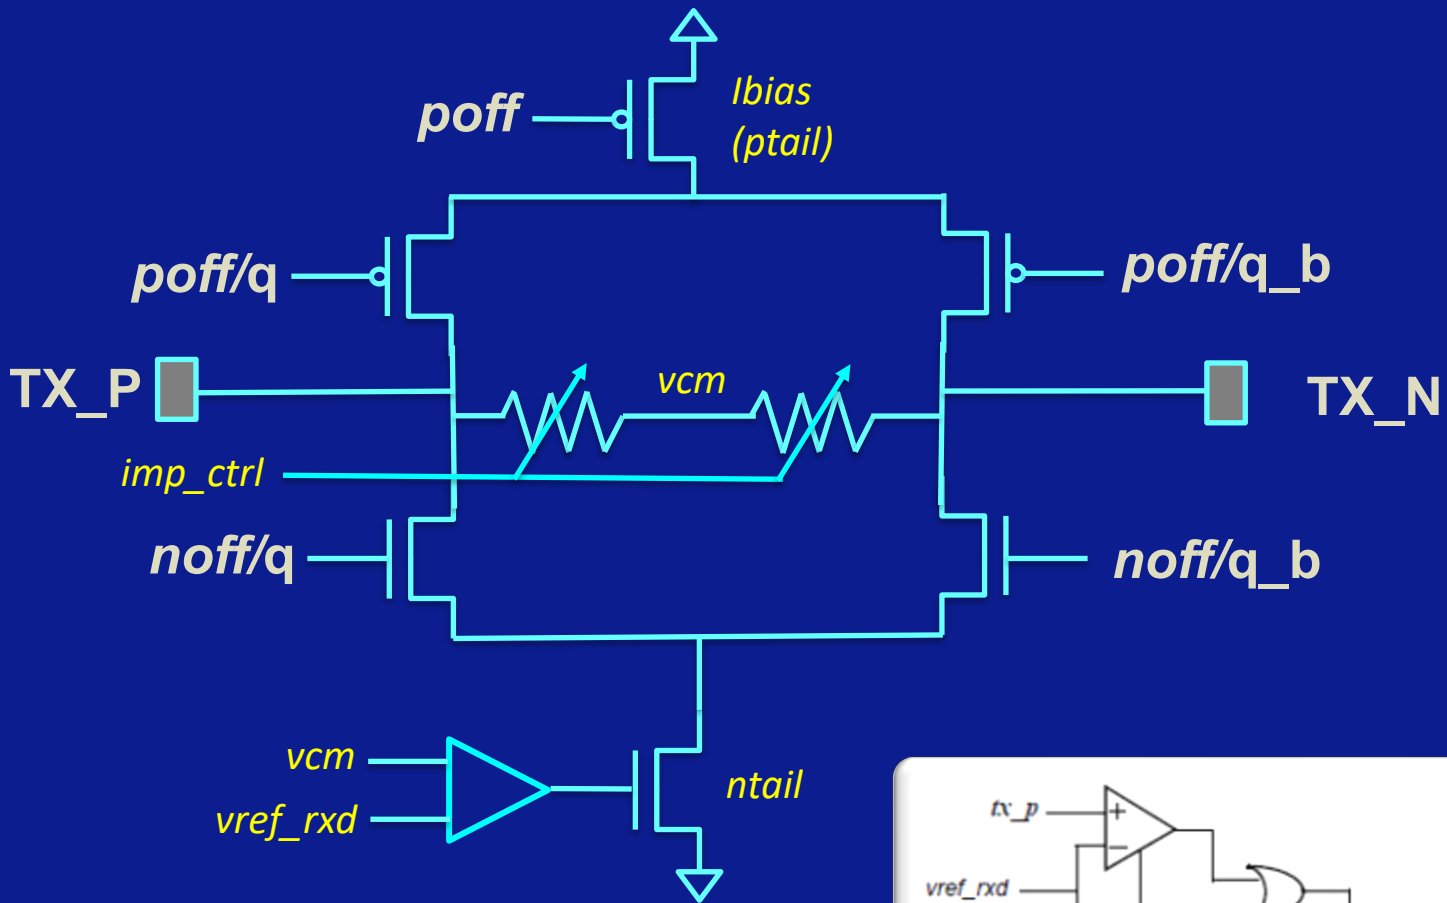 poff
Ibias
(ptail)
poff/q
poff/q_b
TX_P
vcm
TX_N
imp_ctrl
noff/q
noff/q_b
vcm
vref_rxd
ntail
tx_p
+
−
vref_rxd